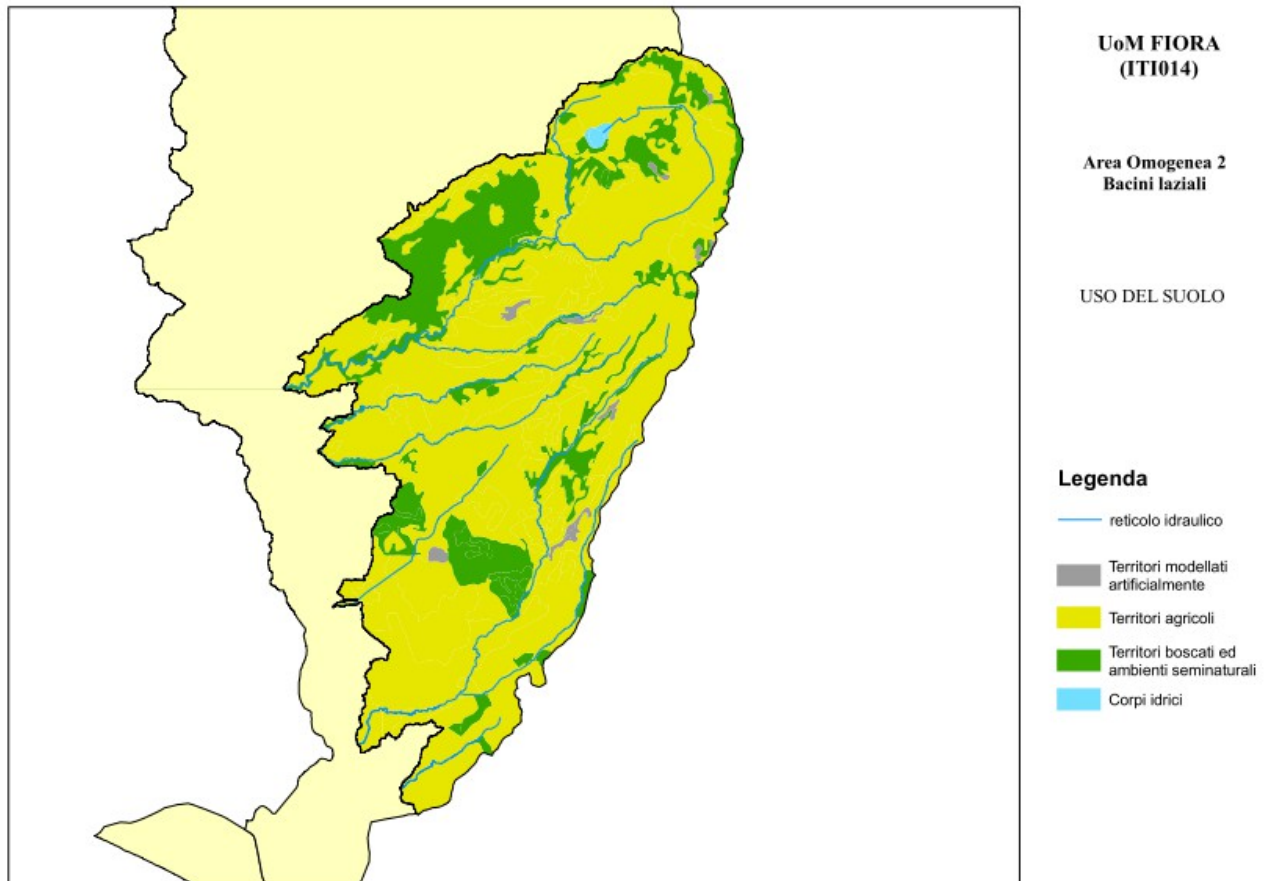 UoM FIORA
(ITI014)
Area Omogenea 2
Bacini laziali
USO DEL SUOLO
Legenda
reticolo idraulico
Territori modellati
artificialmente
Territori agricoli
Territori boscati ed
ambienti seminaturali
Corpi idrici